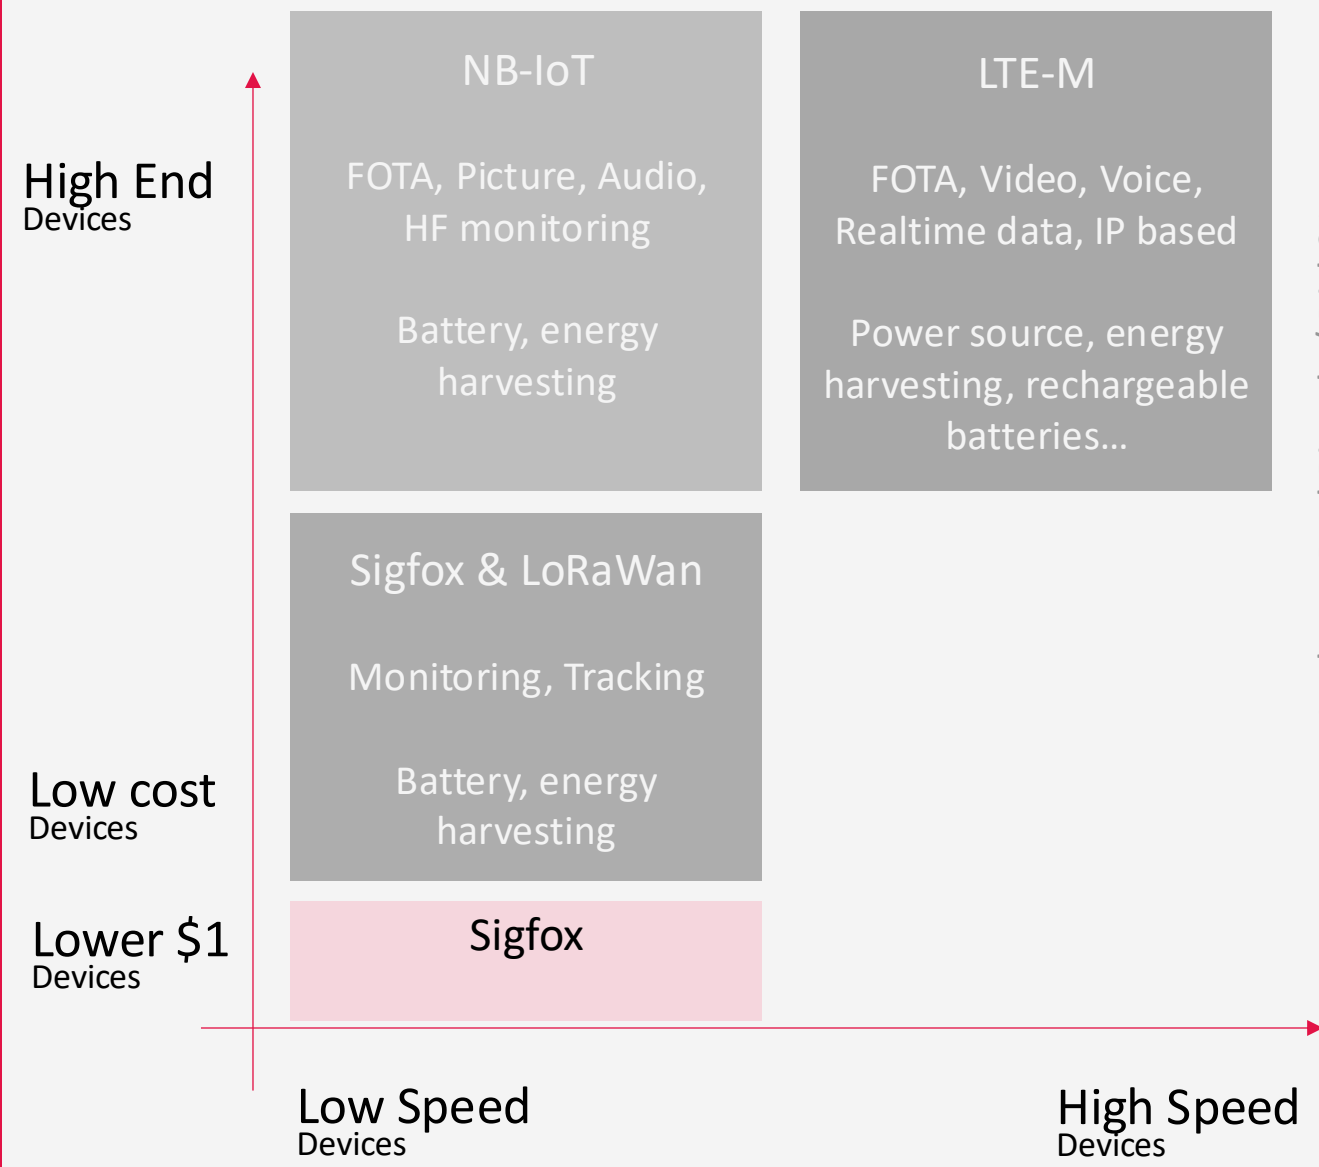 NB-IoT
FOTA, Picture, Audio,
HF monitoring
Battery, energy
harvesting
LTE-M
FOTA, Video, Voice,
Realtime data, IP based
Power source, energy
harvesting, rechargeable
batteries...
High End
Devices
Sigfox & LoRaWan
Monitoring, Tracking
Battery, energy
harvesting
Low cost
Devices
Sigfox
Lower $1
Devices
Low Speed
Devices
High Speed
Devices